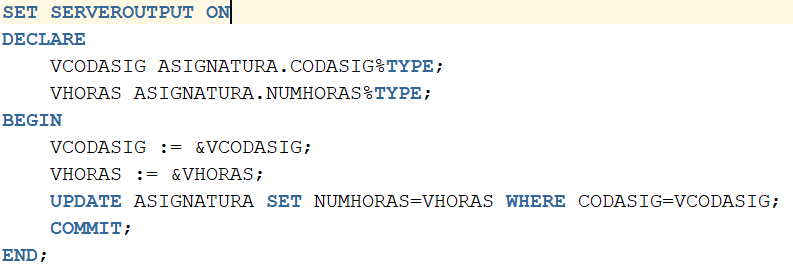 SET SERVEROUTPUT ON
DECLARE
    VCODASIG ASIGNATURA.CODASIG%TYPE;
    VHORAS ASIGNATURA.NUMHORAS%TYPE;
BEGIN
    VCODASIG := &VCODASIG;
    VHORAS := &VHORAS;
    UPDATE ASIGNATURA SET NUMHORAS=VHORAS WHERE CODASIG=VCODASIG;
    COMMIT;
END;